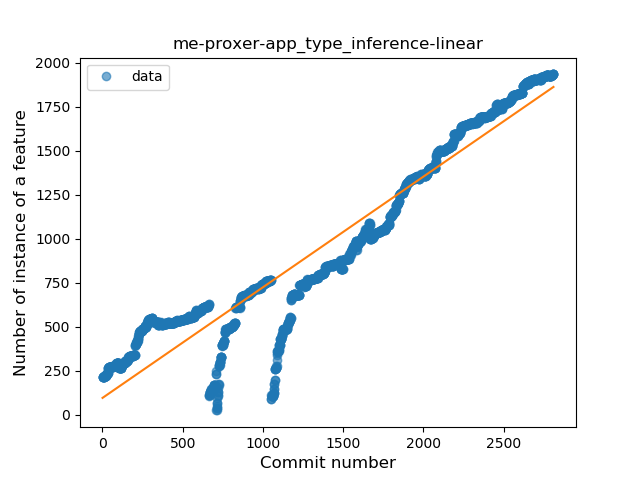 me-proxer-app_type_inference-linear
data
Number of instance of a feature
2000
1750
1500
1250
1000
750
500
250
0
0 500 1000 1500 2000 2500
Commit number